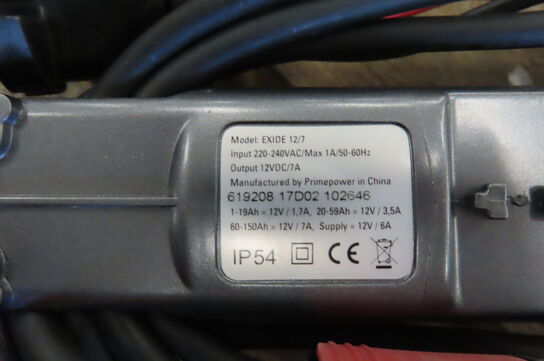 Model: EXIDE 12/7
Input 220-240VAC/Max 1A/50-60Hz
Output 12VDC/7A
Manufactured by Primepower in China
619208 17D02 102646
1-19Ah = 12V / 1,7A, 20-59Ah = 12V / 3,5A
60-150Ah = 12V / 7A, Supply = 12V / 6A
IP54 CE